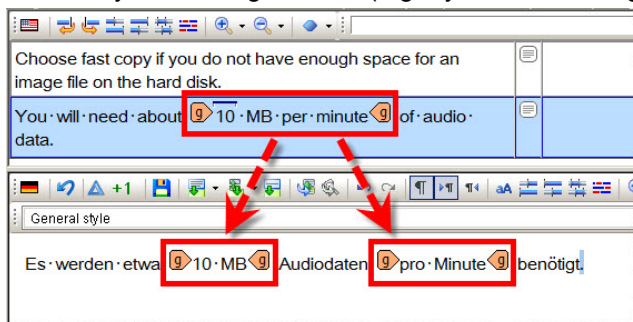 Choose fast copy if you do not have enough space for an
image file on the hard disk.
You·will·need·about g 10·MB·per·minute g of·audio·
data.
+1 ¶ ¶ ¶ aA
General style
Es·werden·etwa g 10·MB g Audiodaten g pro·Minute g benötigt.